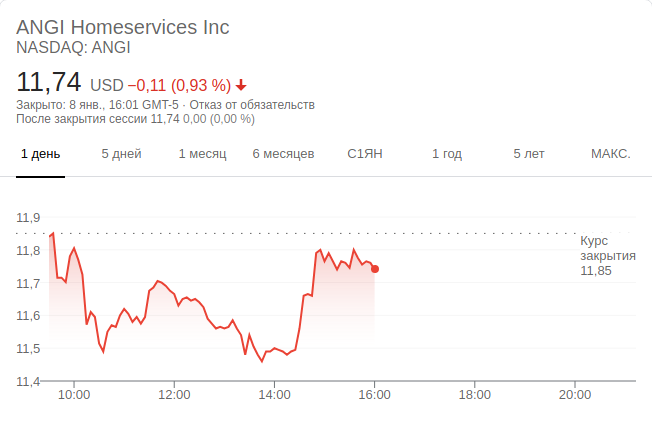 ANGI Homeservices Inc
NASDAQ: ANGI
11,74 USD −0,11 (0,93 %)
Закрыто: 8 янв., 16:01 GMT-5 · Отказ от обязательств
После закрытия сессии 11,74 0,00 (0,00 %)
1 день 5 дней 1 месяц 6 месяцев С1ЯН 1 год 5 лет МАКС.
11,9
11,8
11,7
11,6
11,5
11,4
Курс
закрытия
11,85
10:00 12:00 14:00 16:00 18:00 20:00